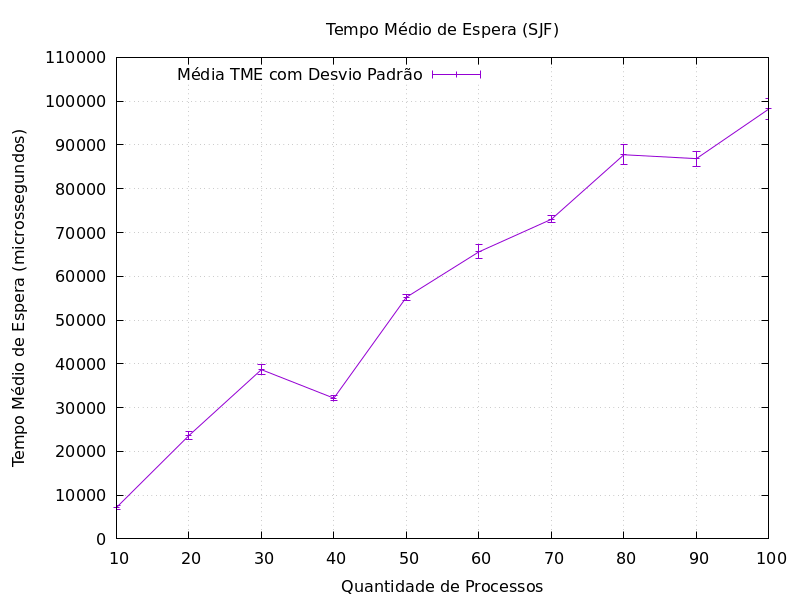 Tempo Médio de Espera (SJF)
110000
100000
90000
80000
70000
60000
50000
40000
30000
20000
10000
0
Tempo Médio de Espera (microssegundos)
Média TME com Desvio Padrão
10 20 30 40 50 60 70 80 90 100
Quantidade de Processos